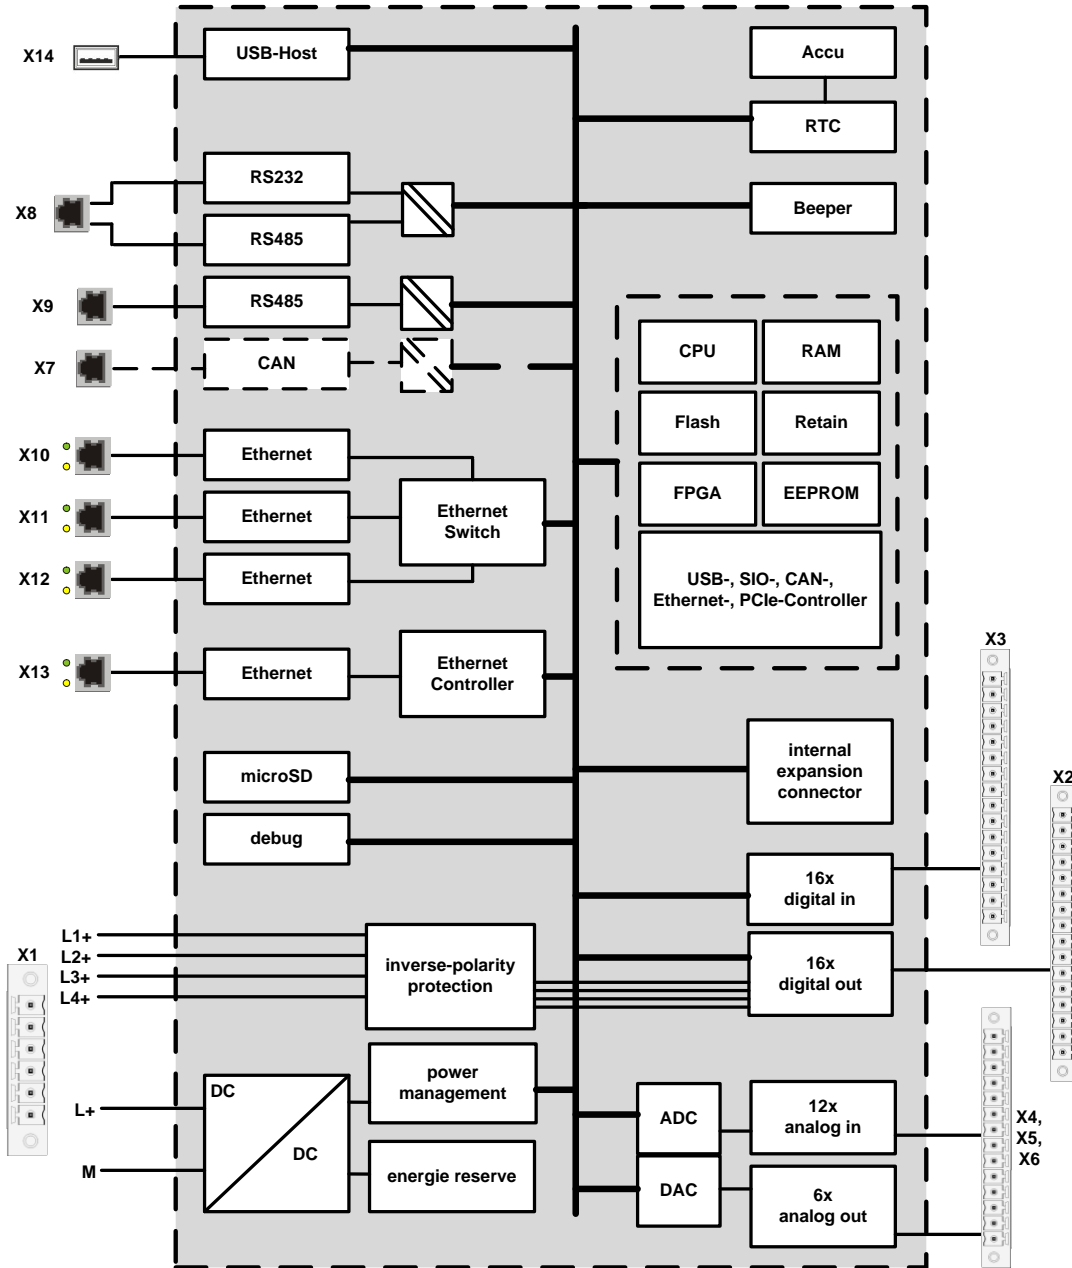 X14
USB-Host
Accu
RTC
X8
RS232
RS485
Beeper
X9
RS485
X7
CAN
CPU
RAM
Flash
Retain
FPGA
EEPROM
USB-, SIO-, CAN-,
Ethernet-, PCIe-Controller
X10
Ethernet
X11
Ethernet
Ethernet
Switch
X12
Ethernet
X13
Ethernet
Ethernet
Controller
X3
microSD
internal
expansion
connector
X2
debug
16x
digital in
X1
L1+
L2+
L3+
L4+
inverse-polarity
protection
16x
digital out
DC
DC
power
management
L+
M
energie reserve
ADC
12x
analog in
X4,
X5,
X6
DAC
6x
analog out